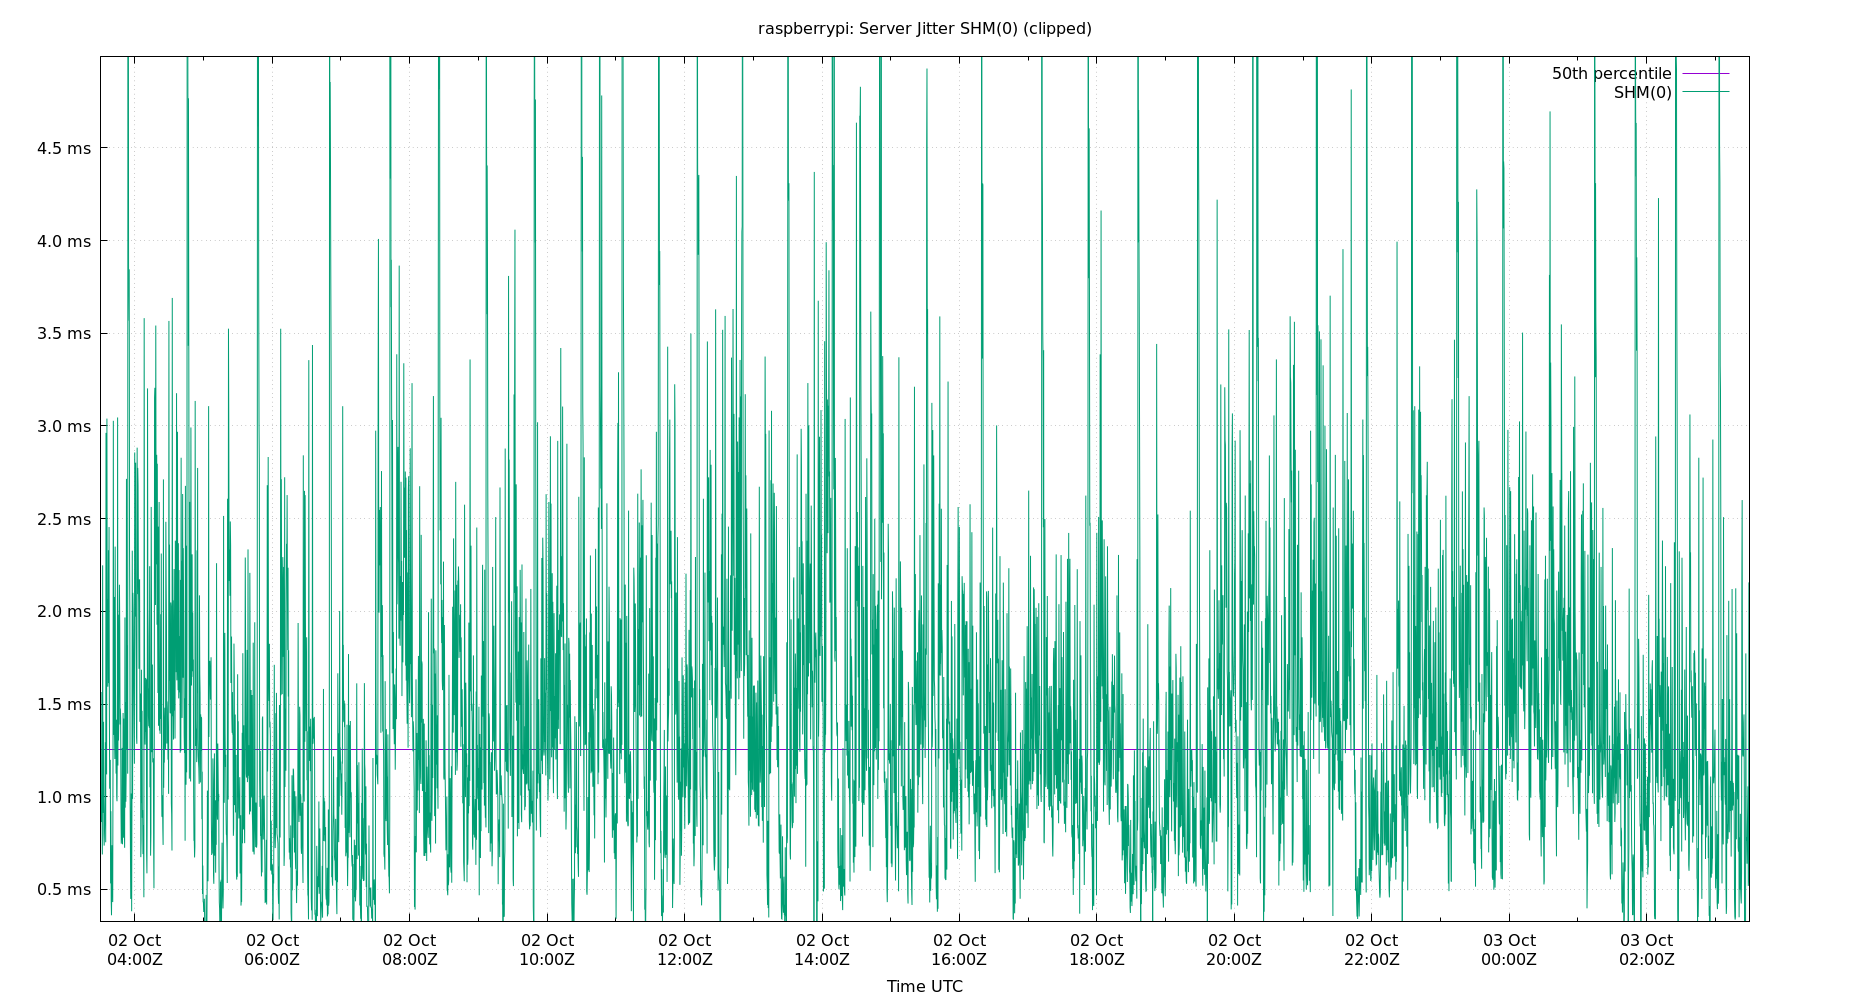 raspberrypi: Server Jitter SHM(0) (clipped)
50th percentile
SHM(0)
4.5 ms
4.0 ms
3.5 ms
3.0 ms
2.5 ms
2.0 ms
1.5 ms
1.0 ms
0.5 ms
02 Oct 02 Oct 02 Oct 02 Oct 02 Oct 02 Oct 02 Oct 02 Oct 02 Oct 02 Oct 03 Oct 03 Oct
04:00Z 06:00Z 08:00Z 10:00Z 12:00Z 14:00Z 16:00Z 18:00Z 20:00Z 22:00Z 00:00Z 02:00Z
Time UTC